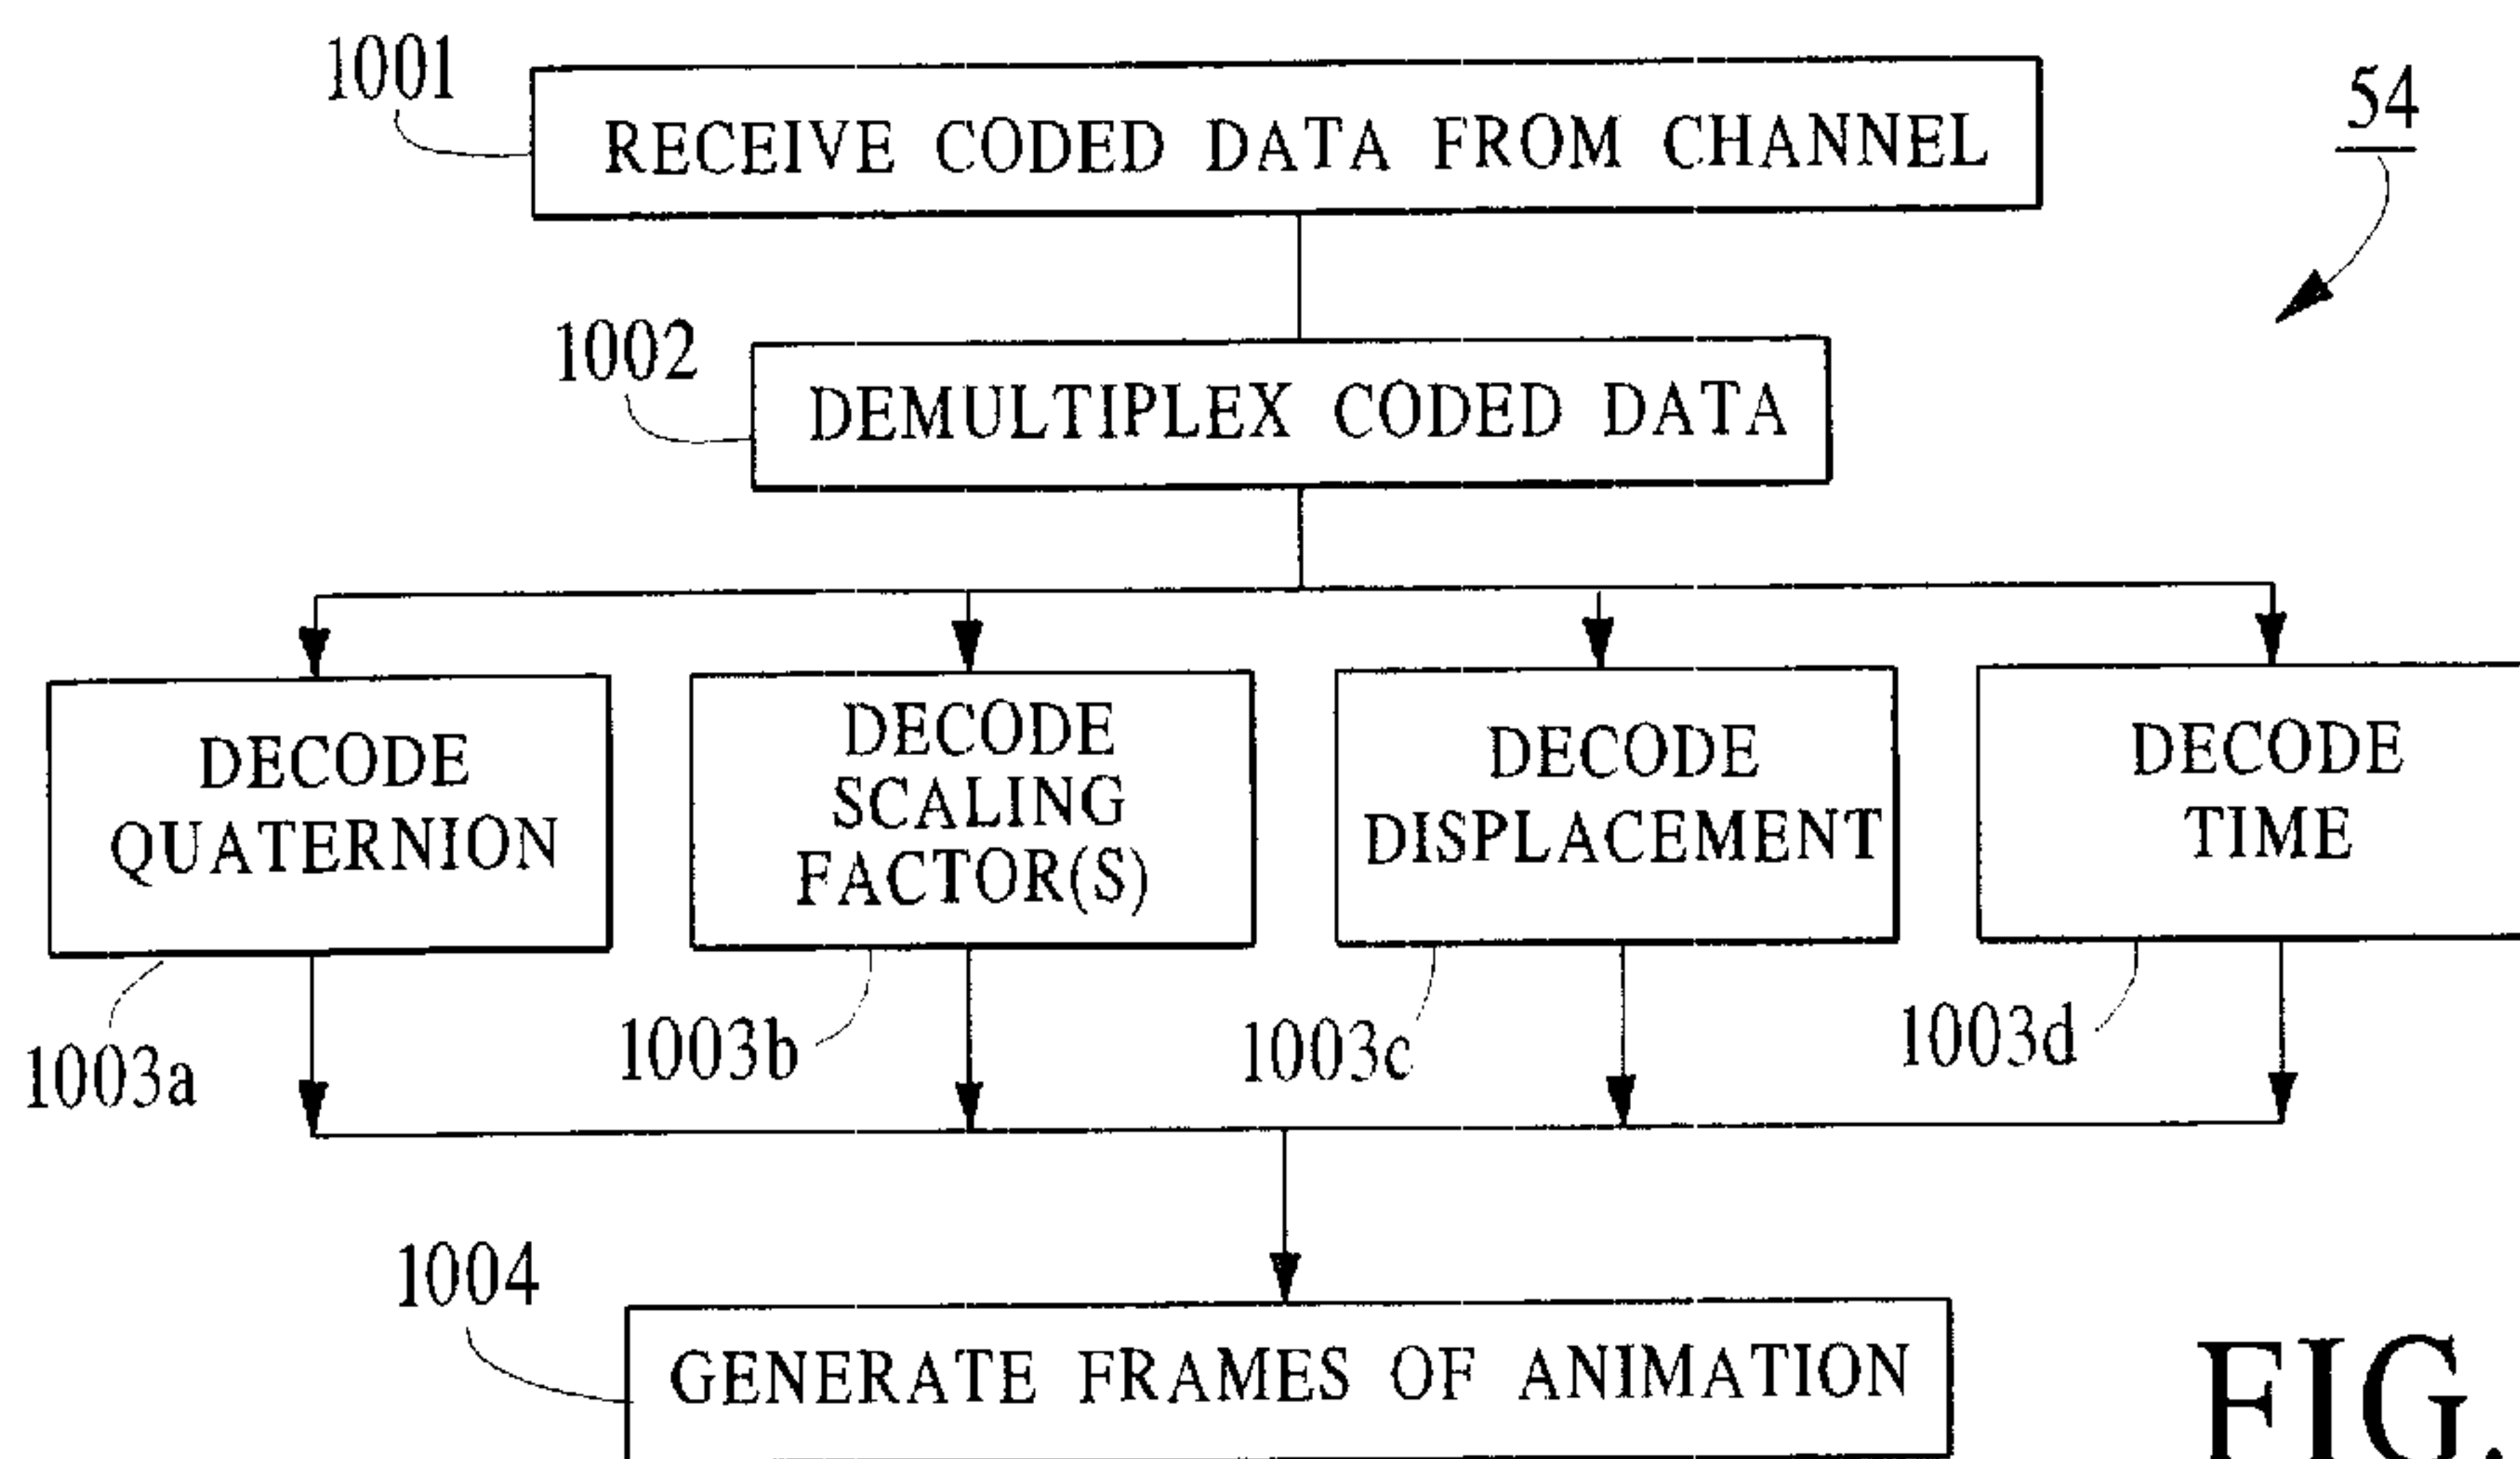 1001
RECEIVE CODED DATA FROM CHANNEL
54
1002
DEMULTIPLEX CODED DATA
DECODE
QUATERNION
DECODE
SCALING
FACTOR(S)
DECODE
DISPLACEMENT
DECODE
TIME
1003a
1003b
1003c
1003d
1004
GENERATE FRAMES OF ANIMATION
FIG.